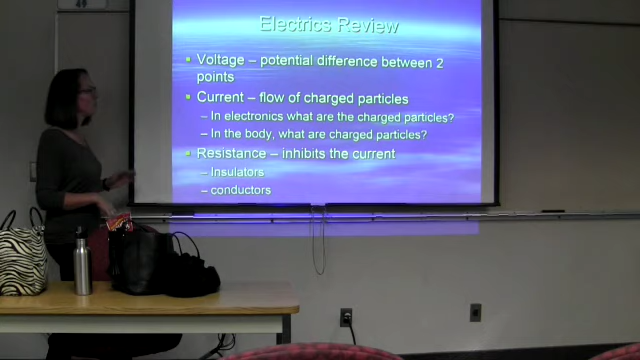 Electrics Review
Voltage – potential difference between 2
points
Current – flow of charged particles
– In electronics what are the charged particles?
– In the body, what are charged particles?
Resistance – inhibits the current
– Insulators
– conductors